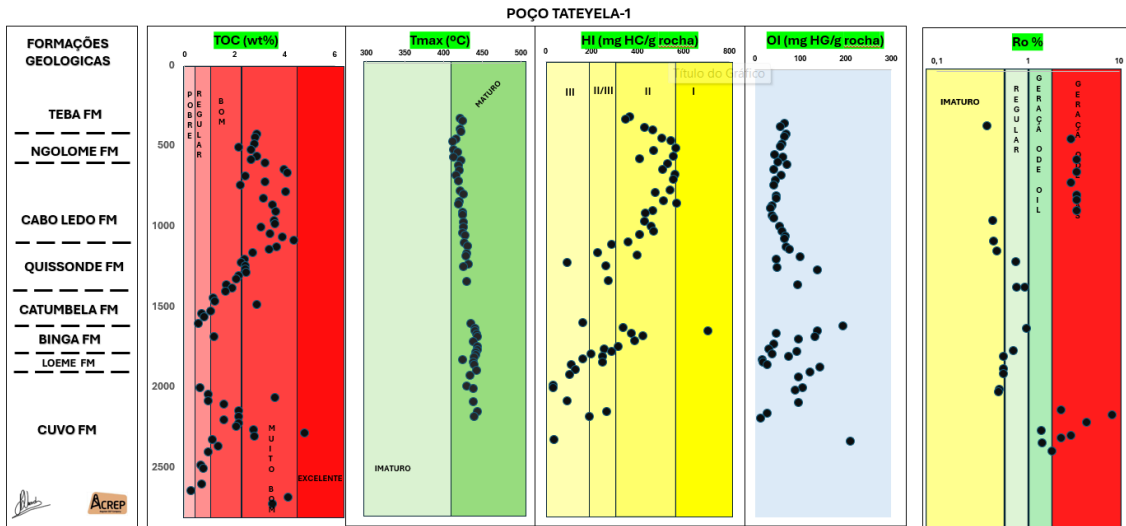 POÇO TATEYELA-1
FORMAÇÕES
GEOLOGICAS
TEBA FM
NGOLOME FM
CABO LEDO FM
QUISSONDE FM
CATUMBELA FM
BINGA FM
LOEME FM
CUVO FM
ACREP
TOC (wt%)
0 2 4 6
0
500
1000
1500
2000
2500
POBRE
REGULAR
BOM
MUITO BOM
EXCELENTE
Tmax (ºC)
300 350 400 450 500
MATURO
IMATURO
HI (mg HC/g rocha)
0 200 400 600 800
III
II/III
II
I
OI (mg HG/g rocha)
0 100 200 300
Título do Gráfico
Ro %
0,1 1 10
IMATURO
REGULAR
GERAÇÃ ODE OIL
GERAÇÃ ODE
S